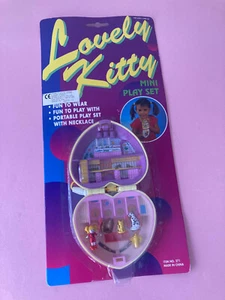 Lovely
Kitty
MINI
PLAY SET
• FUN TO WEAR
• FUN TO PLAY WITH
• PORTABLE PLAY SET
WITH NECKLACE
MADE IN CHINA